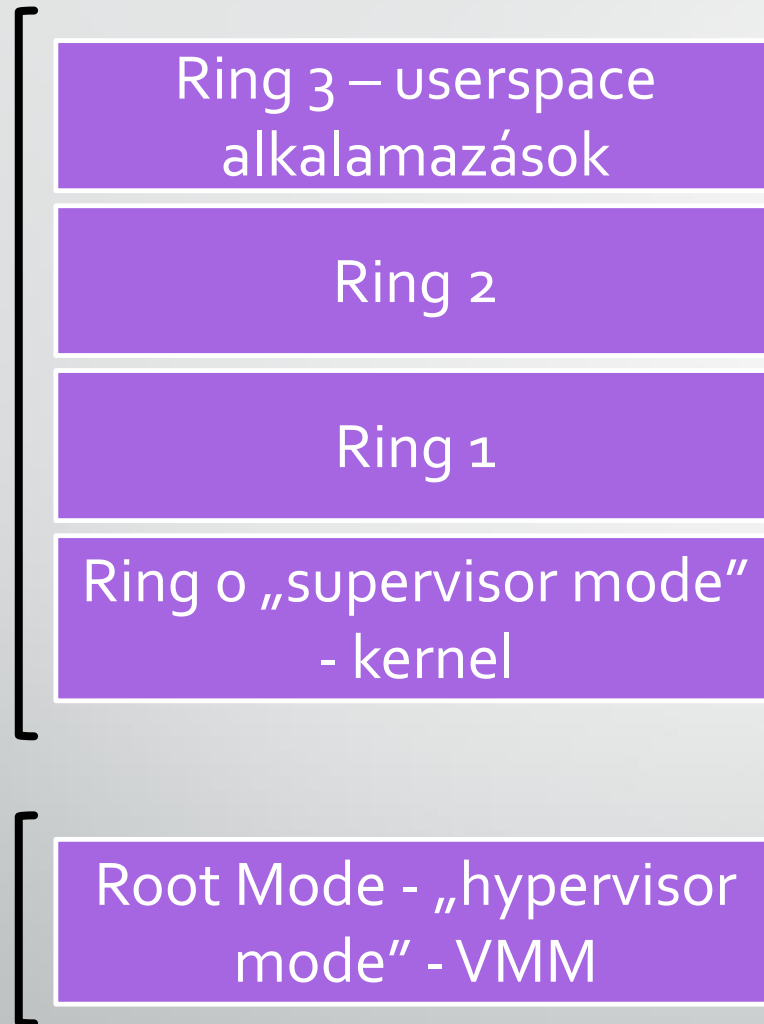 Ring 3 – userspace
alkalamazások
Ring 2
Ring 1
Ring 0 „supervisor mode”
- kernel
Root Mode - „hypervisor
mode” - VMM